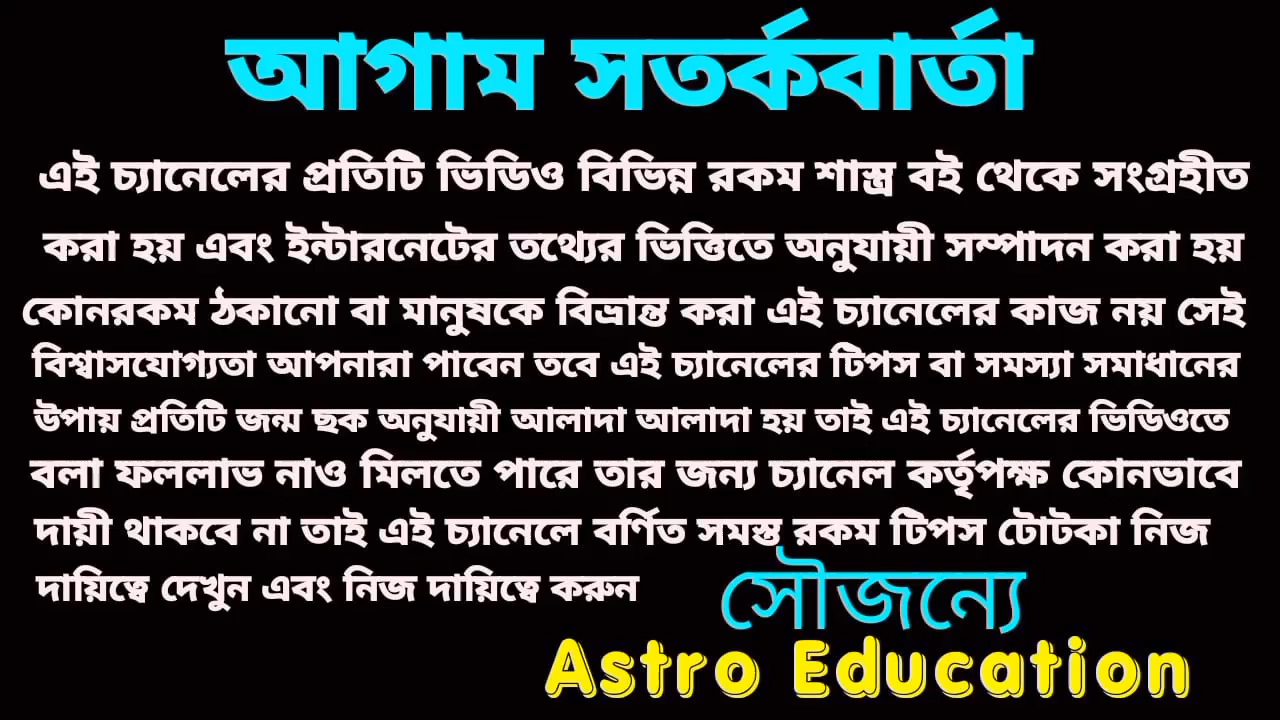 আগাম সতর্কবার্তা
এই চ্যানেলের প্রতিটি ভিডিও বিভিন্ন রকম শাস্ত্র বই থেকে সংগ্রহীত
করা হয় এবং ইন্টারনেটের তথ্যের ভিত্তিতে অনুযায়ী সম্পাদন করা হয়
কোনরকম ঠকানো বা মানুষকে বিভ্রান্ত করা এই চ্যানেলের কাজ নয় সেই
বিশ্বাসযোগ্যতা আপনারা পাবেন তবে এই চ্যানেলের টিপস বা সমস্যা সমাধানের
উপায় প্রতিটি জন্ম ছক অনুযায়ী আলাদা আলাদা হয় তাই এই চ্যানেলের ভিডিওতে
বলা ফললাভ নাও মিলতে পারে তার জন্য চ্যানেল কর্তৃপক্ষ কোনভাবে
দায়ী থাকবে না তাই এই চ্যানেলে বর্ণিত সমস্ত রকম টিপস টোটকা নিজ
দায়িত্বে দেখুন এবং নিজ দায়িত্বে করুন
সৌজন্যে
Astro Education